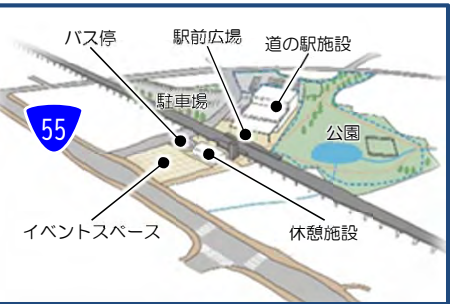 バス停
駅前広場
道の駅施設
駐車場
55
公園
イベントスペース
休憩施設